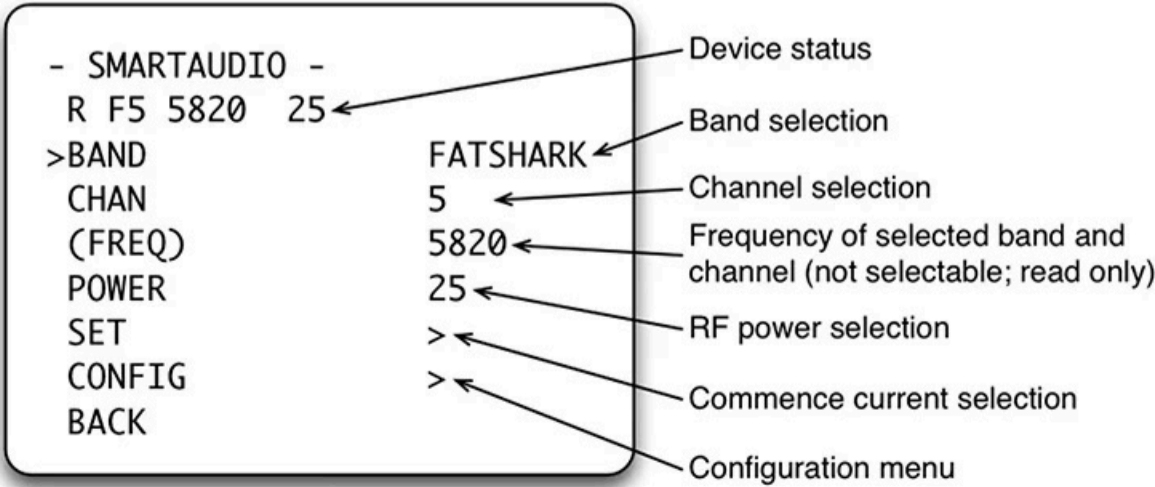 - SMARTAUDIO -
R F5 5820 25
Device status
>BAND FATSHARK
Band selection
CHAN 5
Channel selection
(FREQ) 5820
Frequency of selected band and
channel (not selectable; read only)
POWER 25
RF power selection
SET >
Commence current selection
CONFIG >
Configuration menu
BACK